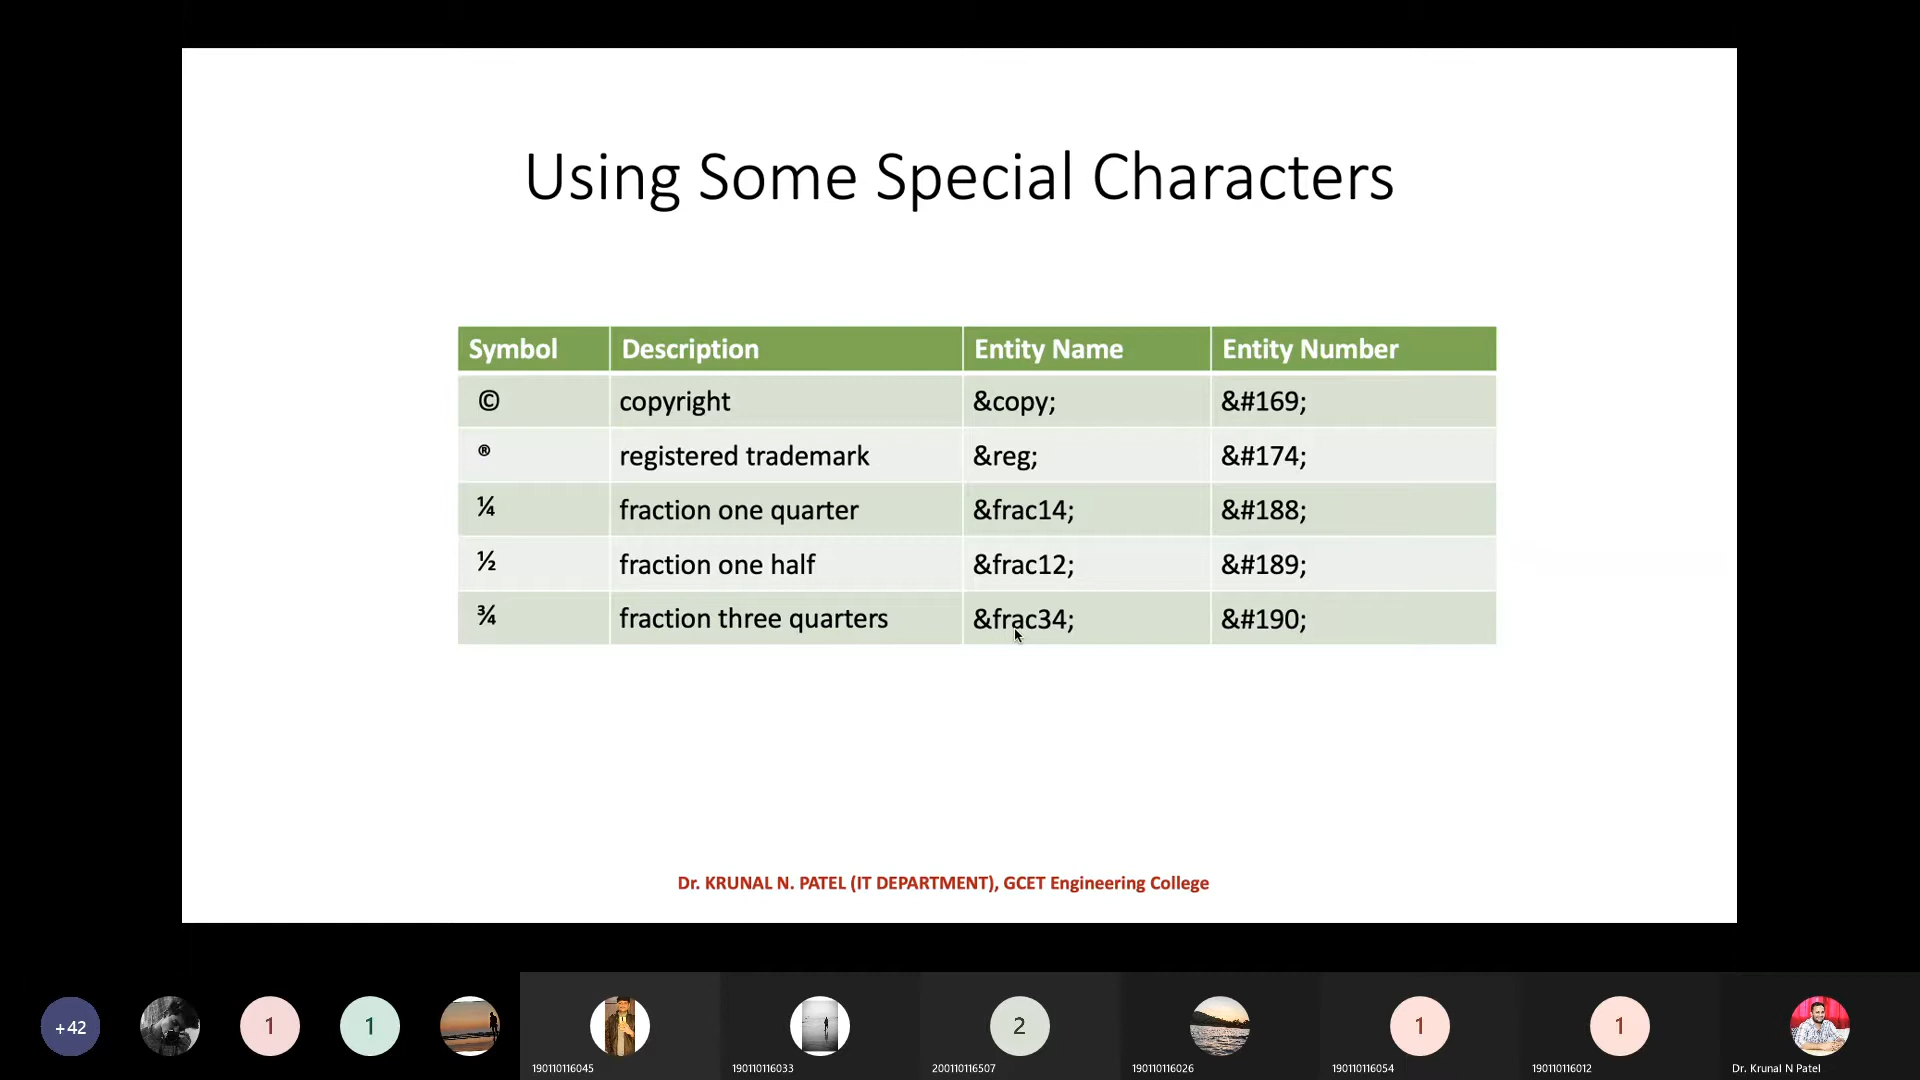 Using Some Special Characters
Symbol Description Entity Name Entity Number
© copyright &copy; &#169;
® registered trademark &reg; &#174;
¼ fraction one quarter &frac14; &#188;
½ fraction one half &frac12; &#189;
¾ fraction three quarters &frac34; &#190;
Dr. KRUNAL N. PATEL (IT DEPARTMENT), GCET Engineering College
+42 1 1 2 1 1
190110116045 190110116033 200110116507 190110116026 190110116054 190110116012 Dr. Krunal N Patel